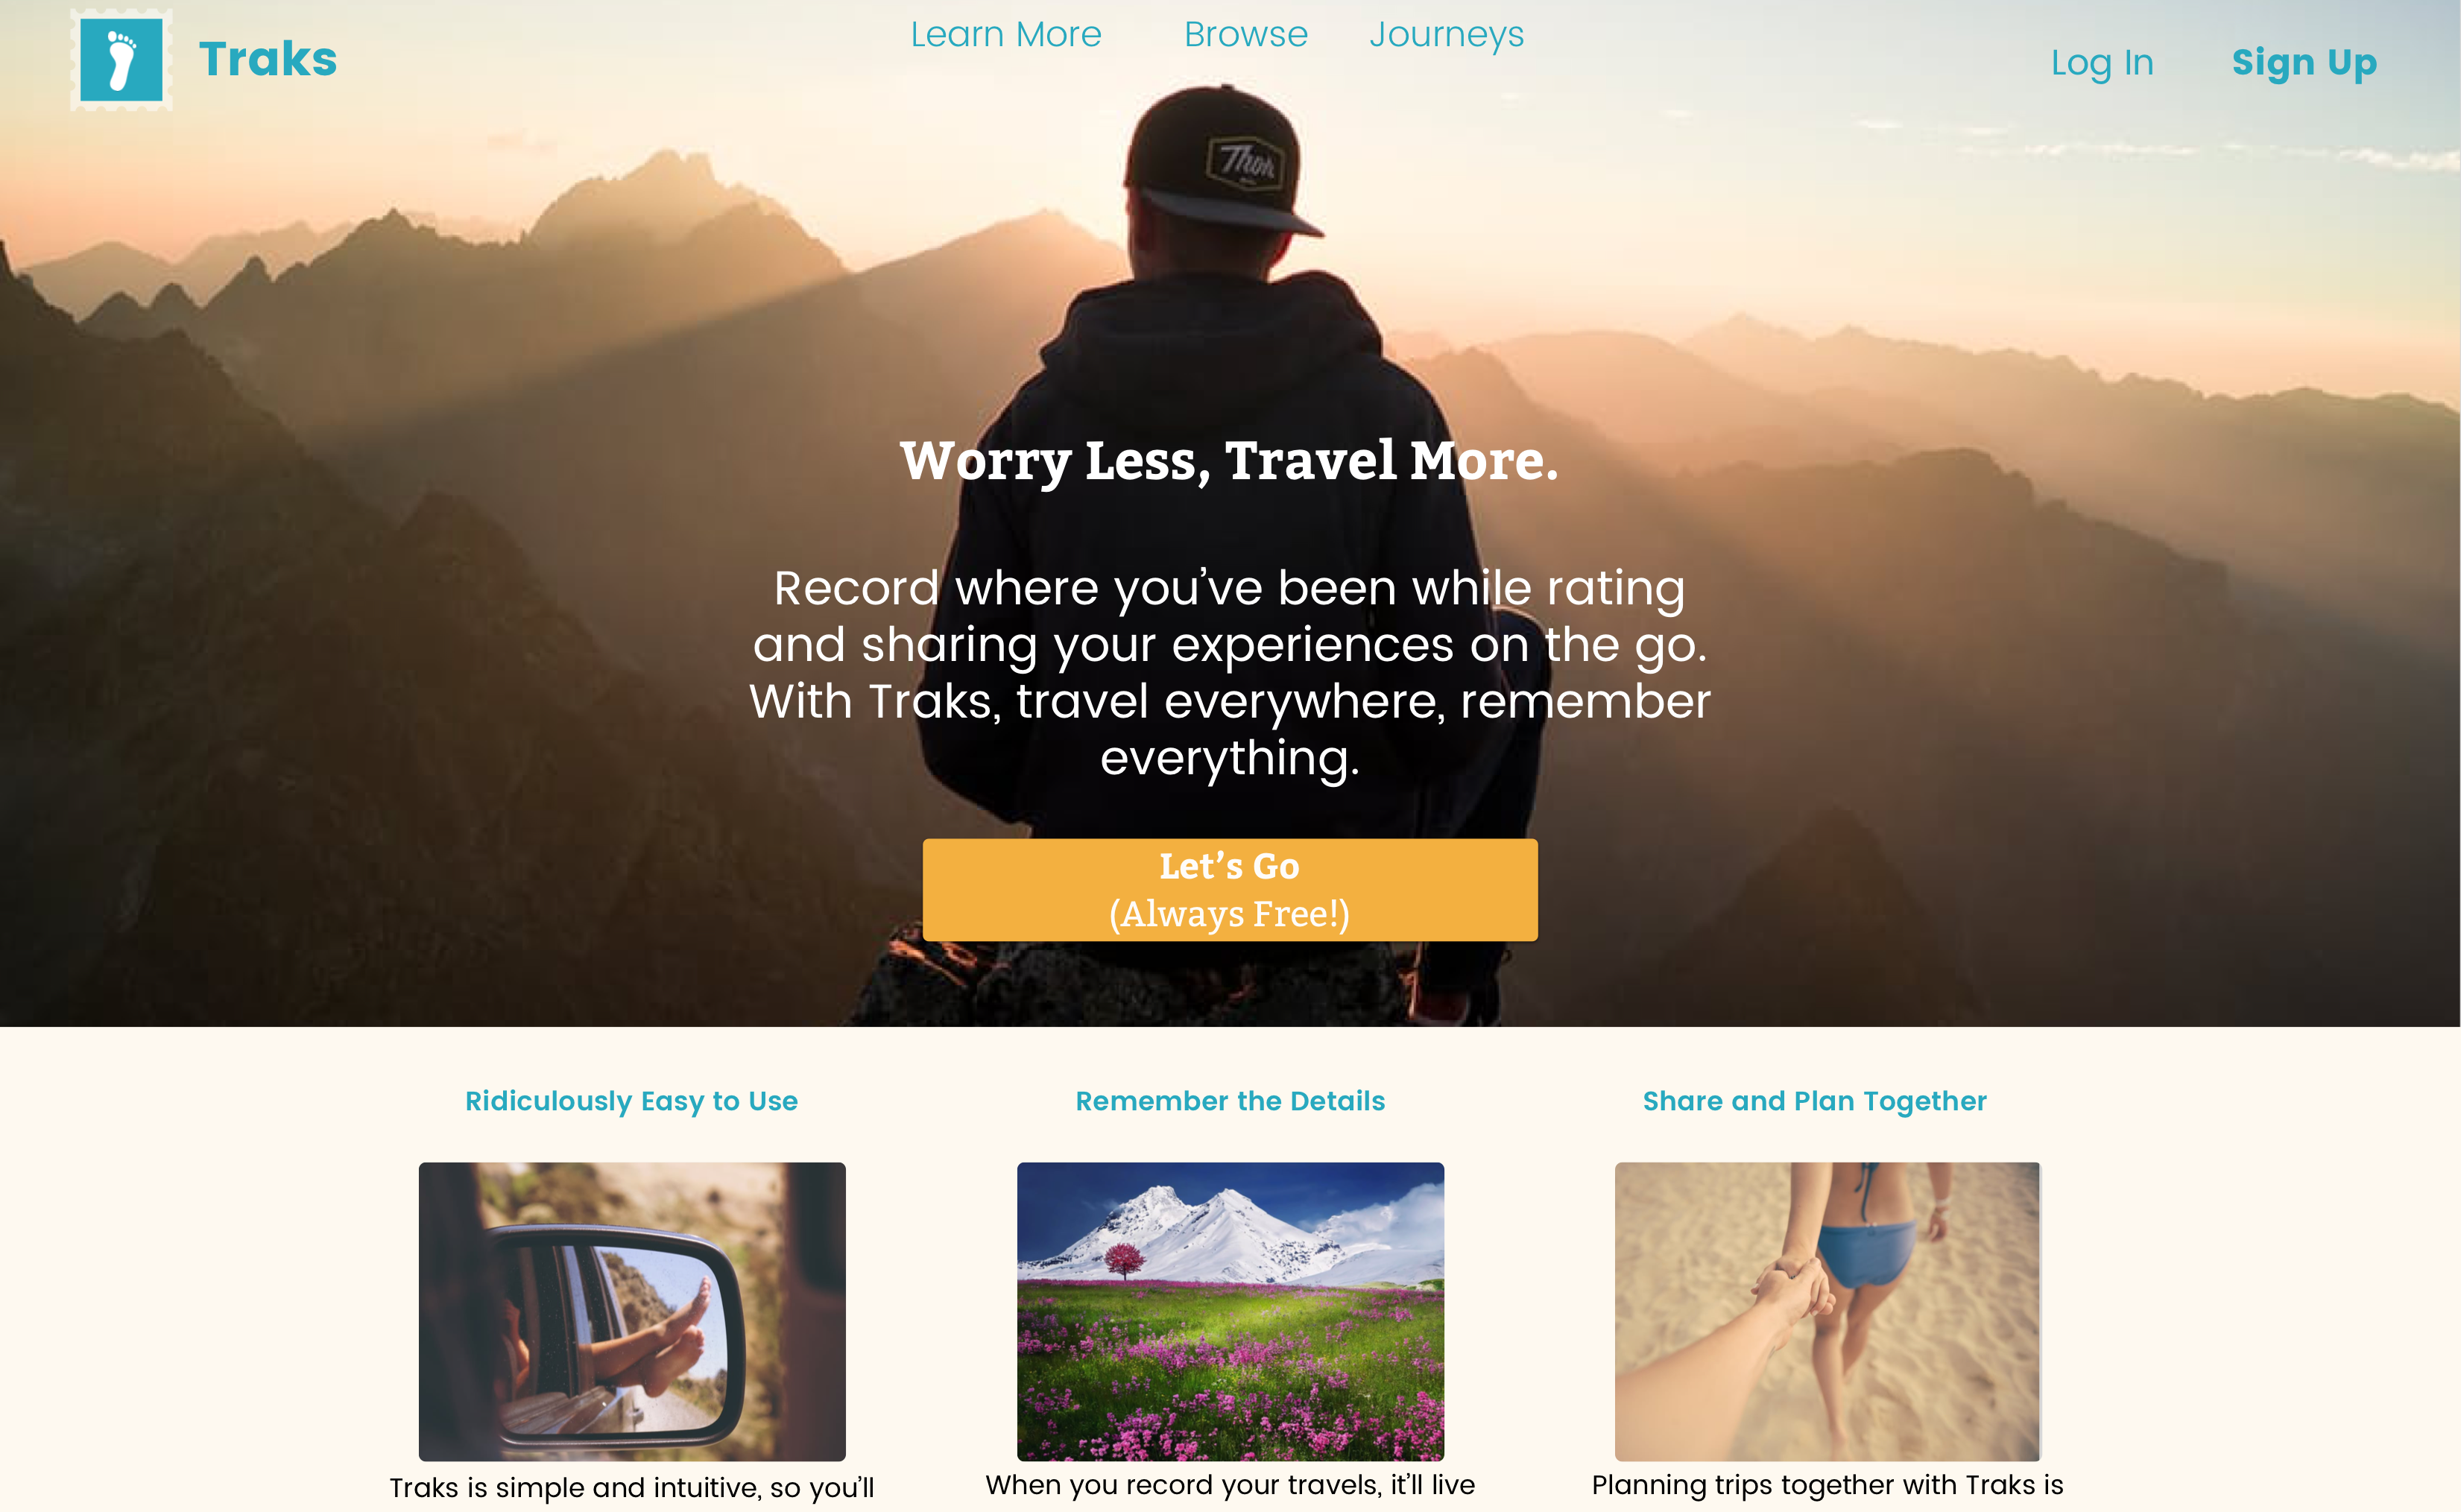 Traks
Learn More
Browse
Journeys
Log In
Sign Up
Thor
Worry Less, Travel More.
Record where you’ve been while rating
and sharing your experiences on the go.
With Traks, travel everywhere, remember
everything.
Let’s Go
(Always Free!)
Ridiculously Easy to Use
Remember the Details
Share and Plan Together
Traks is simple and intuitive, so you’ll
When you record your travels, it’ll live
Planning trips together with Traks is